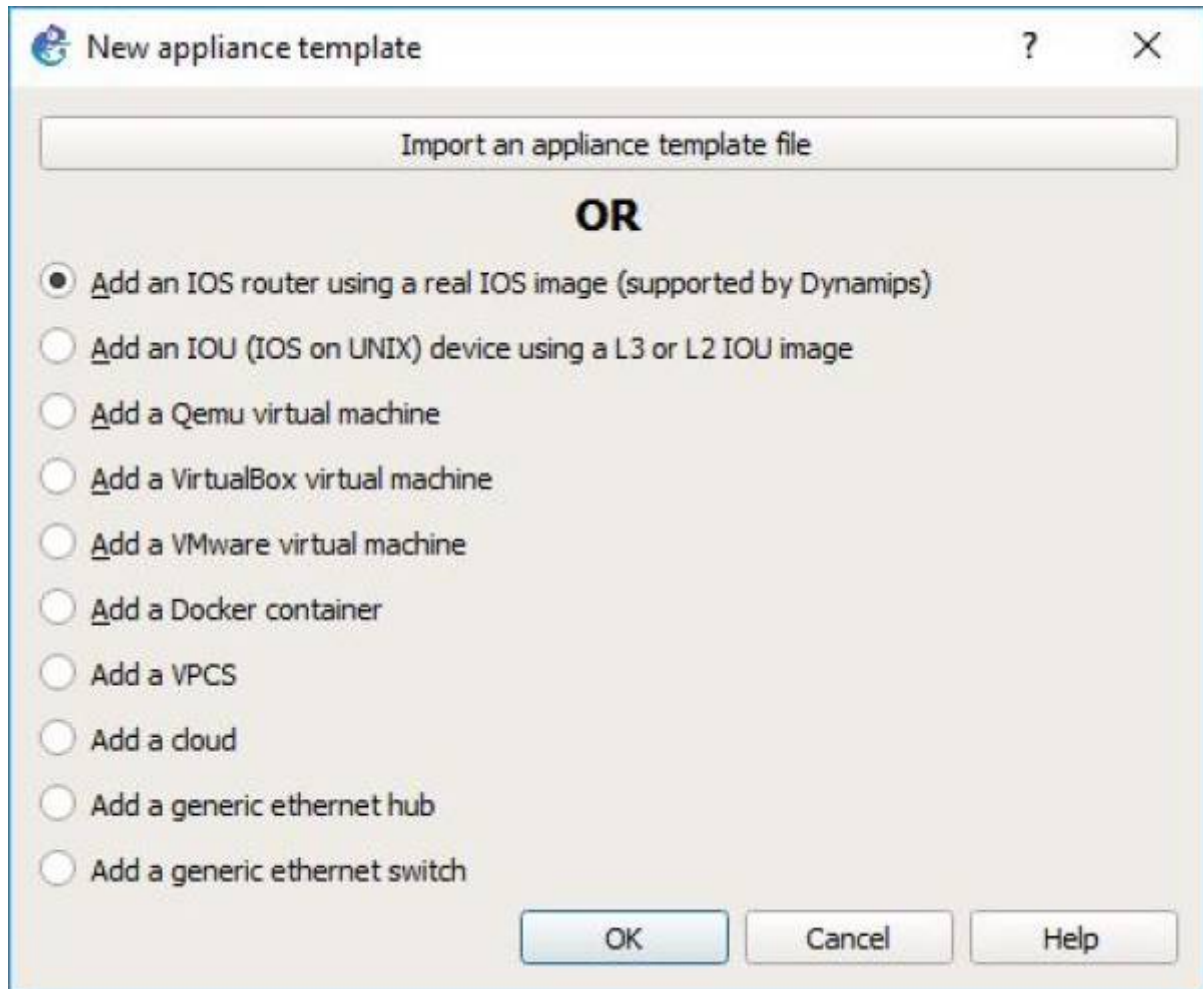 New appliance template
Import an appliance template file
OR
Add an IOS router using a real IOS image (supported by Dynamips)
Add an IOU (IOS on UNIX) device using a L3 or L2 IOU image
Add a Qemu virtual machine
Add a VirtualBox virtual machine
Add a VMware virtual machine
Add a Docker container
Add a VPCS
Add a cloud
Add a generic ethernet hub
Add a generic ethernet switch
OK Cancel Help